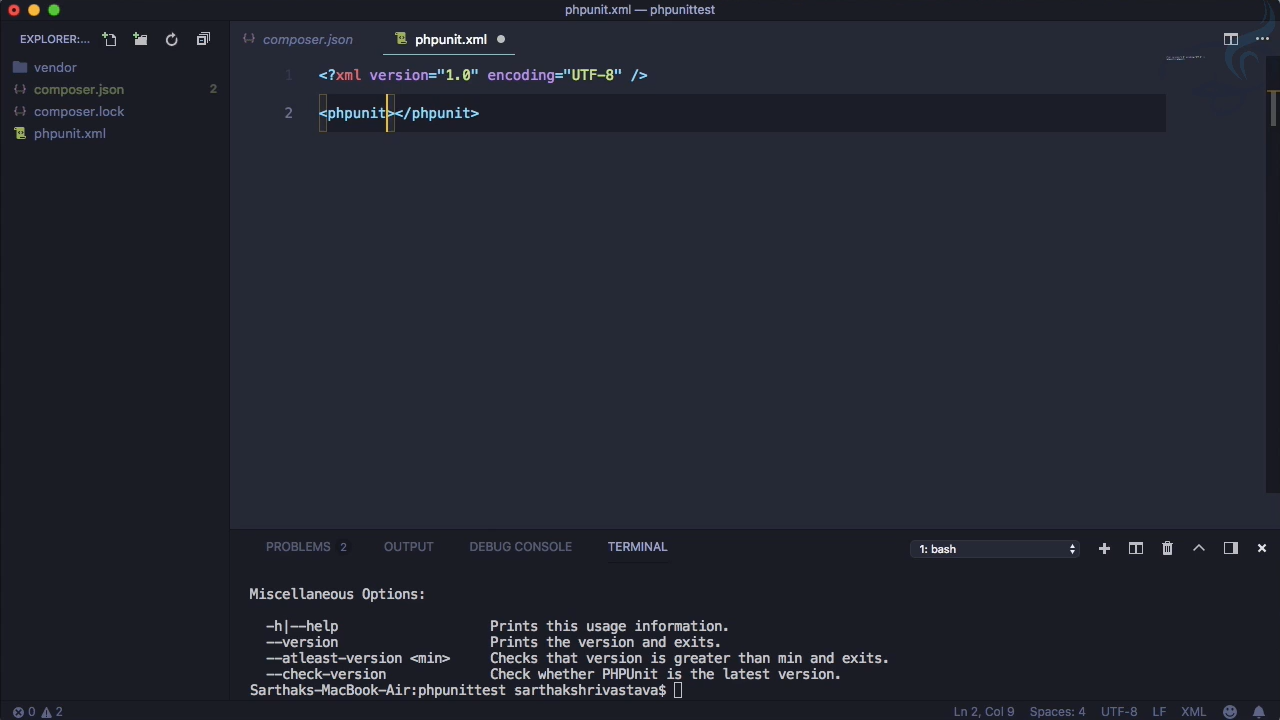 phpunit.xml — phpunittest
EXPLORER:...
composer.json
phpunit.xml
vendor
composer.json 2
composer.lock
phpunit.xml
1 <?xml version="1.0" encoding="UTF-8" />
2 <phpunit></phpunit>
PROBLEMS 2 OUTPUT DEBUG CONSOLE TERMINAL 1: bash
Miscellaneous Options:
-h|--help Prints this usage information.
--version Prints the version and exits.
--atleast-version <min> Checks that version is greater than min and exits.
--check-version Check whether PHPUnit is the latest version.
Sarthaks-MacBook-Air:phpunittest sarthakshrivastava$
0 2 Ln 2, Col 9 Spaces: 4 UTF-8 LF XML